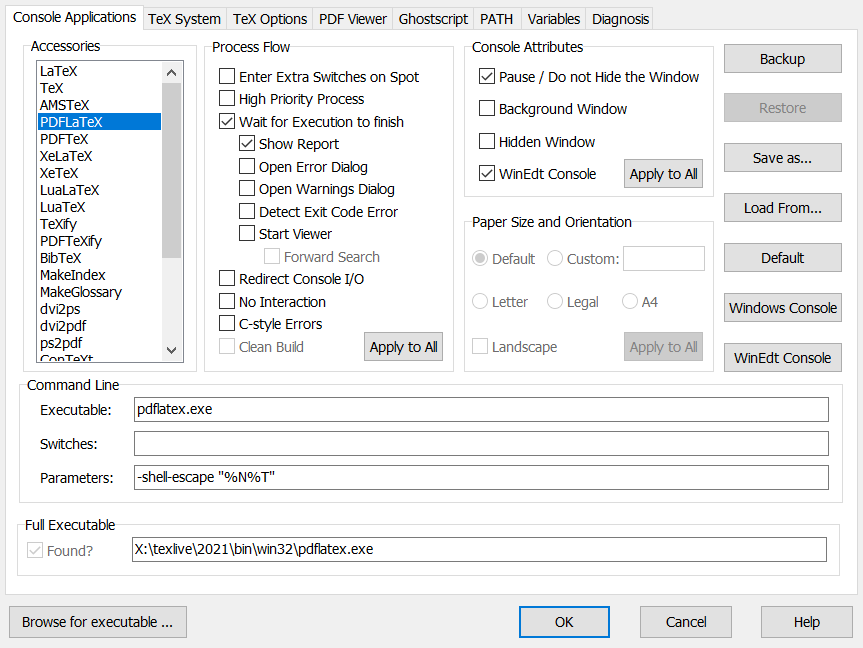 Console Applications TeX System TeX Options PDF Viewer Ghostscript PATH Variables Diagnosis
Accessories
LaTeX
TeX
AMSTeX
PDFLaTeX
PDFTeX
XeLaTeX
XeTeX
LuaLaTeX
LuaTeX
TeXify
PDFTeXify
BibTeX
MakeIndex
MakeGlossary
dvi2ps
dvi2pdf
ps2pdf
ConTeXt
Process Flow
Enter Extra Switches on Spot
High Priority Process
Wait for Execution to finish
Show Report
Open Error Dialog
Open Warnings Dialog
Detect Exit Code Error
Start Viewer
Forward Search
Redirect Console I/O
No Interaction
C-style Errors
Clean Build Apply to All
Console Attributes
Pause / Do not Hide the Window
Background Window
Hidden Window
WinEdt Console Apply to All
Paper Size and Orientation
Default Custom:
Letter Legal A4
Landscape Apply to All
Backup
Restore
Save as...
Load From...
Default
Windows Console
WinEdt Console
Command Line
Executable: pdflatex.exe
Switches:
Parameters: -shell-escape "%N%T"
Full Executable
Found? X:\texlive\2021\bin\win32\pdflatex.exe
Browse for executable ... OK Cancel Help